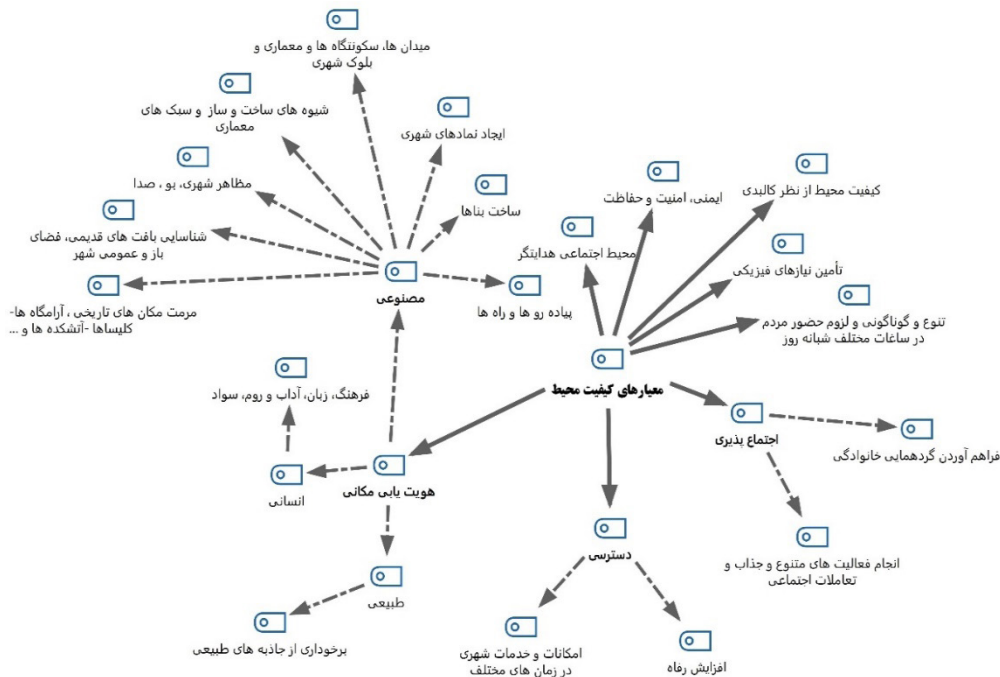 میدان ها، سکونتگاه ها و معماری و
بلوک شهری
شیوه های ساخت و ساز و سبک های
معماری
ایجاد نمادهای شهری
مظاهر شهری، بو ، صدا
ساخت بناها
شناسایی بافت های قدیمی، فضای
باز و عمومی شهر
مرمت مکان های تاریخی ، آرامگاه ها-
کلیساها -آتشکده ها و ...
مصنوعی
پیاده رو ها و راه ها
کیفیت محیط از نظر کالبدی
ایمنی، امنیت و حفاظت
محیط اجتماعی هدایتگر
تأمین نیازهای فیزیکی
تنوع و گوناگونی و لزوم حضور مردم
در ساغات مختلف شبانه روز
معیارهای کیفیت محیط
اجتماع پذیری
فراهم آوردن گردهمایی خانوادگی
انجام فعالیت های متنوع و جذاب و
تعاملات اجتماعی
فرهنگ، زبان، آداب و روم، سواد
انسانی
هویت یابی مکانی
طبیعی
برخوداری از جاذبه های طبیعی
دسترسی
امکانات و خدمات شهری
در زمان های مختلف
افزایش رفاه